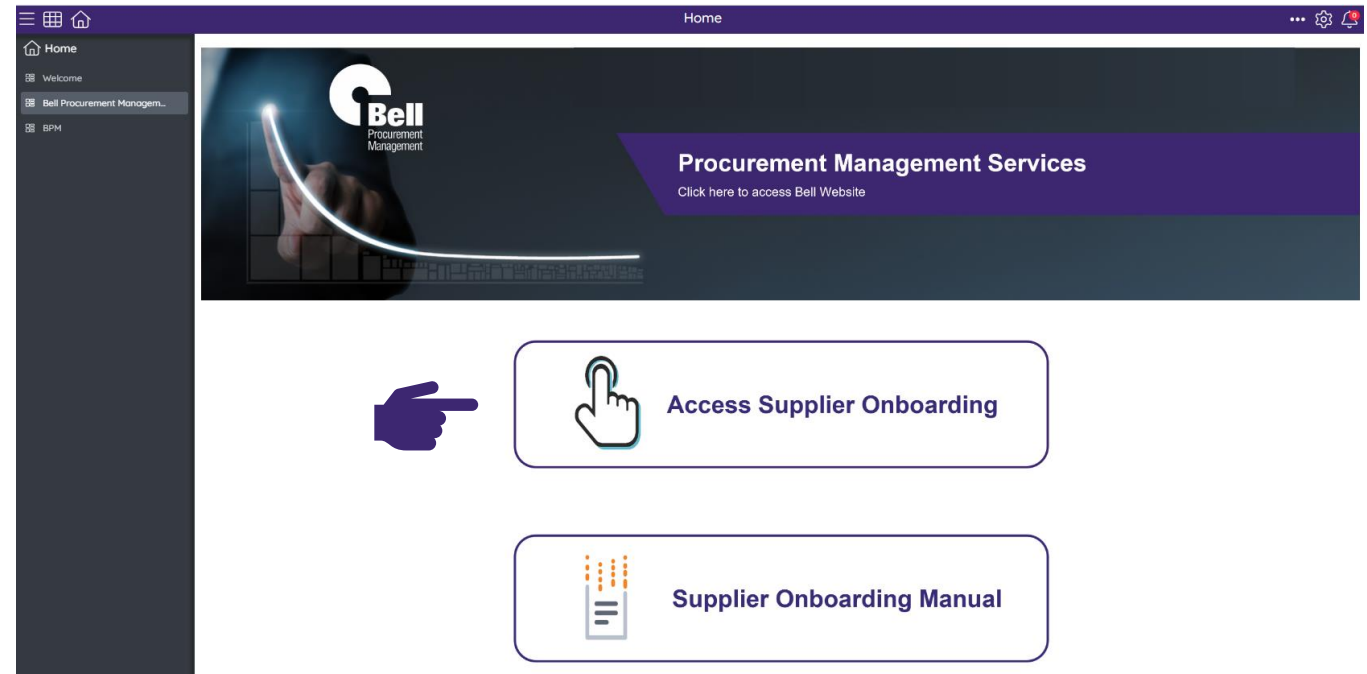 Home
0
Home
Welcome
Bell Procurement Managem...
BPM
Bell
Procurement
Management
Procurement Management Services
Click here to access Bell Website
Access Supplier Onboarding
Supplier Onboarding Manual